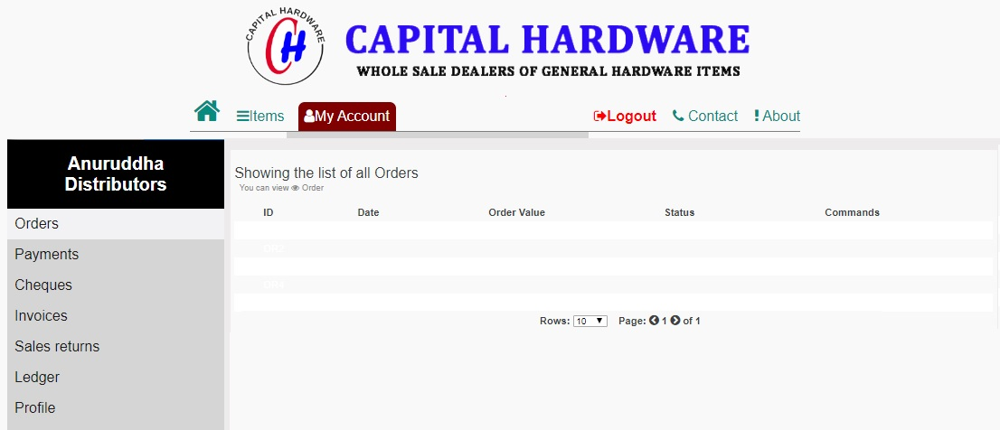 CAPITAL HARDWARE
CH
CAPITAL HARDWARE
WHOLE SALE DEALERS OF GENERAL HARDWARE ITEMS
Items My Account Logout Contact About
Anuruddha
Distributors
Orders
Payments
Cheques
Invoices
Sales returns
Ledger
Profile
Showing the list of all Orders
You can view Order
ID Date Order Value Status Commands
Rows: 10 Page: 1 of 1